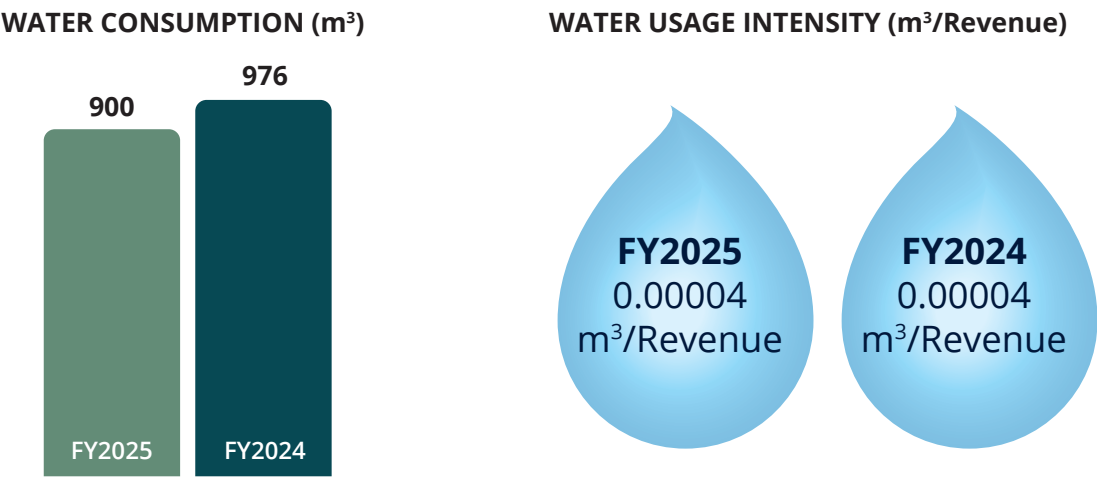 WATER CONSUMPTION (m³)
900
976
FY2025
FY2024
WATER USAGE INTENSITY (m³/Revenue)
FY2025
0.00004
m³/Revenue
FY2024
0.00004
m³/Revenue